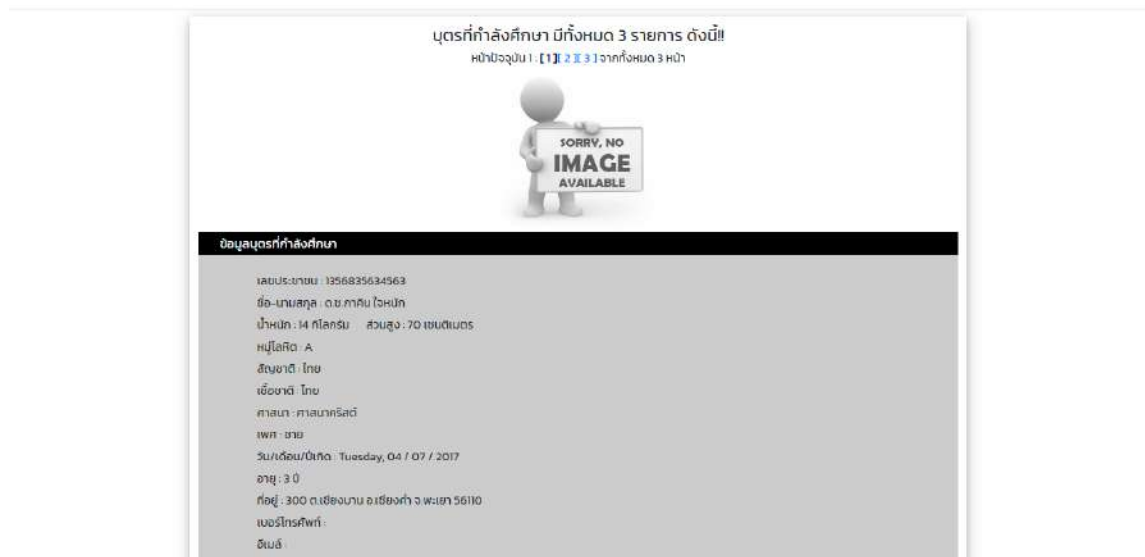 บุตรที่กำลังศึกษา มีทั้งหมด 3 รายการ ดังนี้!!
หน้าปัจจุบัน 1 : [1][ 2 ][ 3 ] จากทั้งหมด 3 หน้า
SORRY, NO
IMAGE
AVAILABLE
ข้อมูลบุตรที่กำลังศึกษา
เลขประชาชน : 1356835634563
ชื่อ-นามสกุล : ด.ช.ภาคิน ใจหนัก
น้ำหนัก : 14 กิโลกรัม ส่วนสูง : 70 เซนติเมตร
หมู่โลหิต : A
สัญชาติ : ไทย
เชื้อชาติ : ไทย
ศาสนา : ศาสนาคริสต์
เพศ : ชาย
วัน/เดือน/ปีเกิด : Tuesday, 04 / 07 / 2017
อายุ : 3 ปี
ที่อยู่ : 300 ต.เชียงบาน อ.เชียงคำ จ.พะเยา 56110
เบอร์โทรศัพท์ :
อีเมล์ :